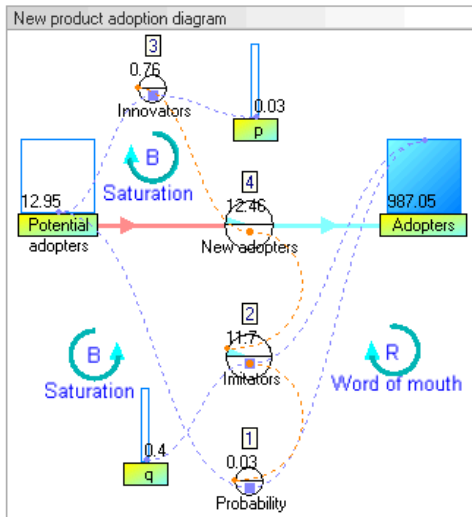 New product adoption diagram
3
0.76
Innovators
0.03
p
B
Saturation
4
12.95
12.46
987.05
Potential
adopters
New adopters
Adopters
2
11.7
Imitators
B
Saturation
R
Word of mouth
0.4
q
1
0.03
Probability